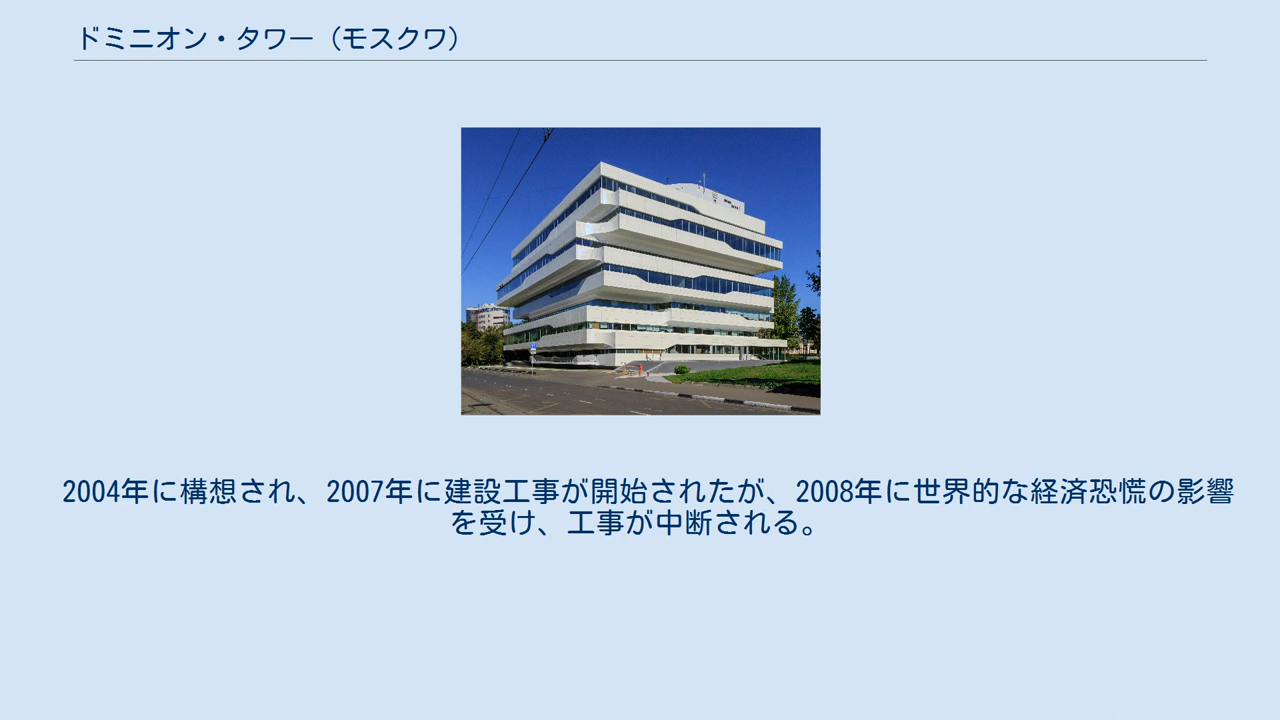 ドミニオン・タワー（モスクワ）
2004年に構想され、2007年に建設工事が開始されたが、2008年に世界的な経済恐慌の影響
を受け、工事が中断される。